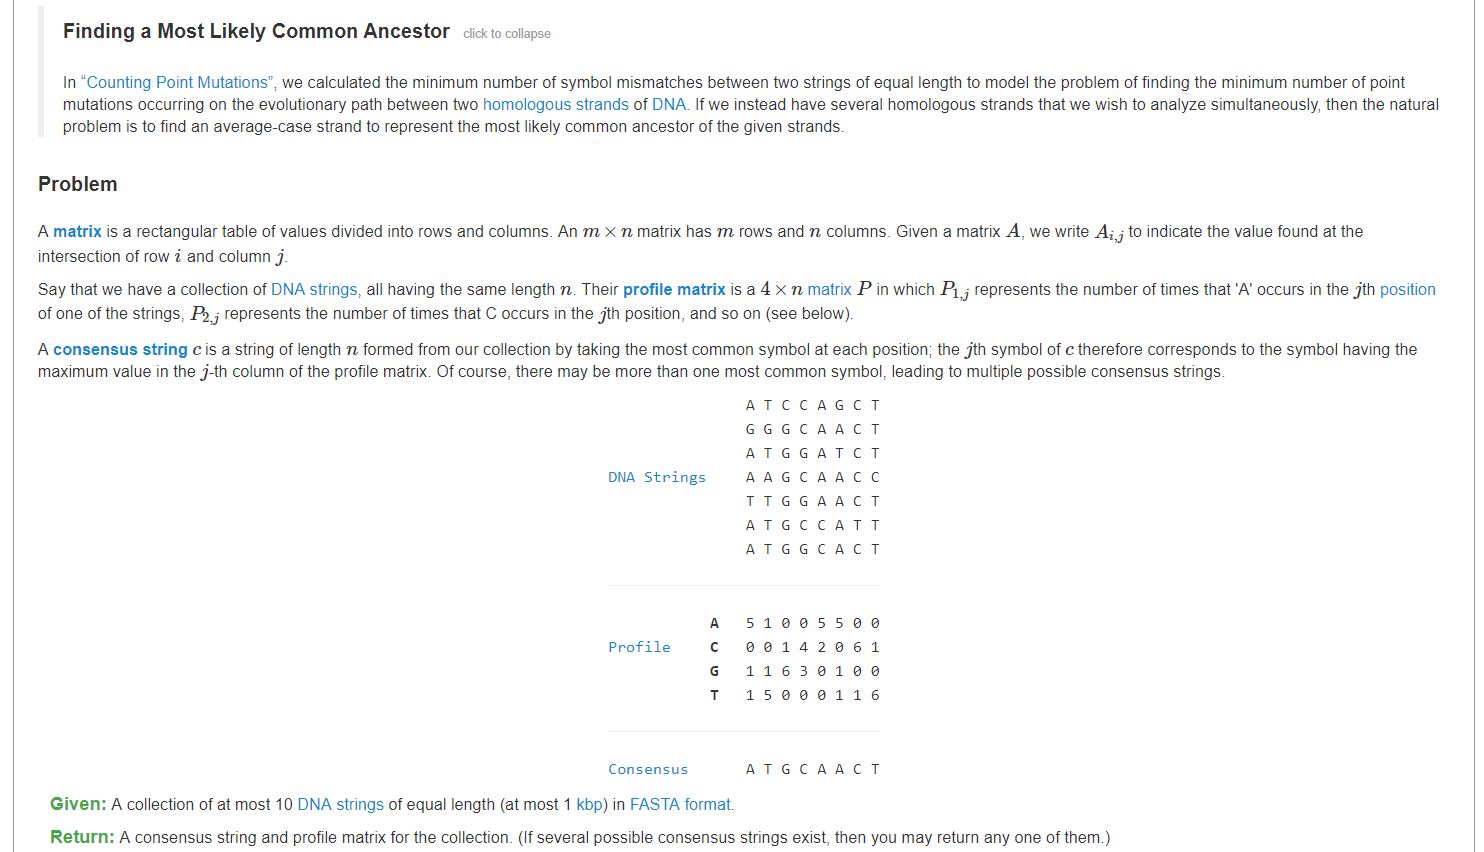 Finding a Most Likely Common Ancestor click to collapse
In “Counting Point Mutations”, we calculated the minimum number of symbol mismatches between two strings of equal length to model the problem of finding the minimum number of point
mutations occurring on the evolutionary path between two homologous strands of DNA. If we instead have several homologous strands that we wish to analyze simultaneously, then the natural
problem is to find an average-case strand to represent the most likely common ancestor of the given strands.
Problem
A matrix is a rectangular table of values divided into rows and columns. An m × n matrix has m rows and n columns. Given a matrix A, we write A_{i,j} to indicate the value found at the
intersection of row i and column j.
Say that we have a collection of DNA strings, all having the same length n. Their profile matrix is a 4 × n matrix P in which P_{1,j} represents the number of times that 'A' occurs in the jth position
of one of the strings, P_{2,j} represents the number of times that C occurs in the jth position, and so on (see below).
A consensus string c is a string of length n formed from our collection by taking the most common symbol at each position; the jth symbol of c therefore corresponds to the symbol having the
maximum value in the j-th column of the profile matrix. Of course, there may be more than one most common symbol, leading to multiple possible consensus strings.
A T C C A G C T
G G G C A A C T
A T G G A T C T
DNA Strings A A G C A A C C
T T G G A A C T
A T G C C A T T
A T G G C A C T
A 5 1 0 0 5 5 0 0
Profile C 0 0 1 4 2 0 6 1
G 1 1 6 3 0 1 0 0
T 1 5 0 0 0 1 1 6
Consensus A T G C A A C T
Given: A collection of at most 10 DNA strings of equal length (at most 1 kbp) in FASTA format.
Return: A consensus string and profile matrix for the collection. (If several possible consensus strings exist, then you may return any one of them.)